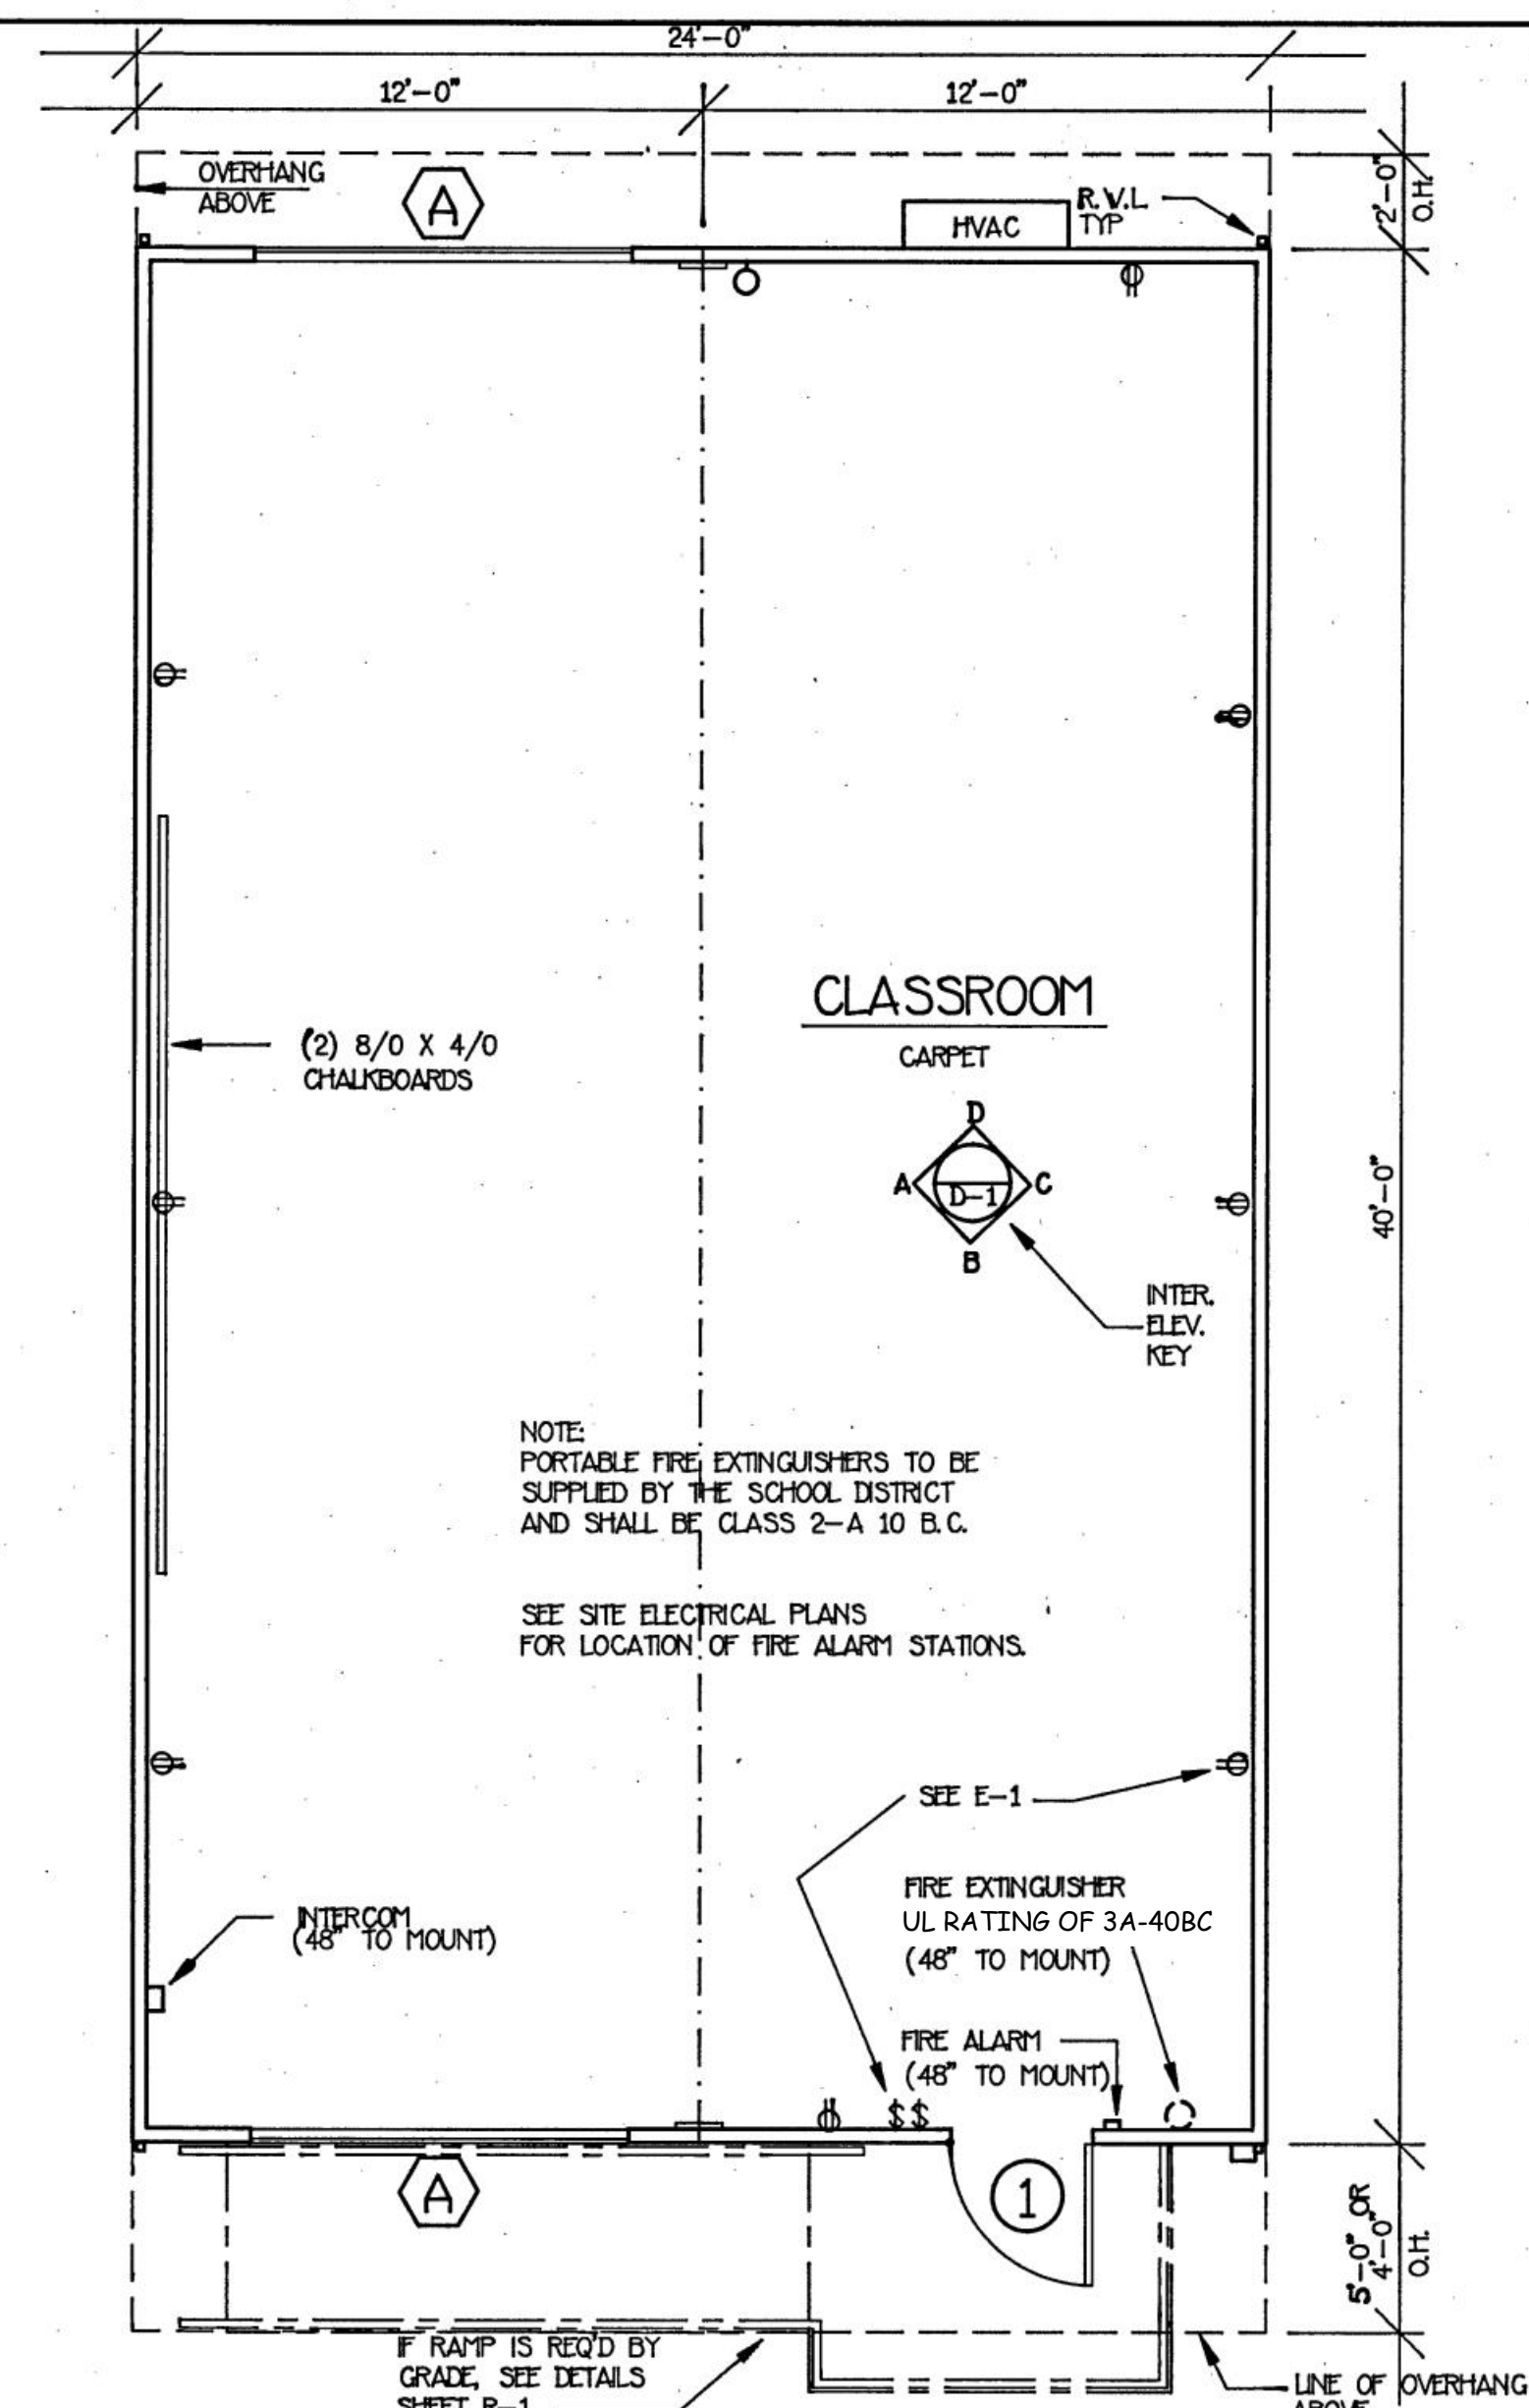 24'-0"
12'-0"
12'-0"
OVERHANG
ABOVE
A
HVAC
R.V.L
TYP
2'-0"
O.H.
(2) 8/0 X 4/0
CHALKBOARDS
CLASSROOM
CARPET
D
A
D-1
C
B
INTER.
ELEV.
KEY
40'-0"
NOTE:
PORTABLE FIRE EXTINGUISHERS TO BE
SUPPLIED BY THE SCHOOL DISTRICT
AND SHALL BE CLASS 2-A 10 B.C.
SEE SITE ELECTRICAL PLANS
FOR LOCATION OF FIRE ALARM STATIONS.
SEE E-1
INTERCOM
(48" TO MOUNT)
FIRE EXTINGUISHER
UL RATING OF 3A-40BC
(48" TO MOUNT)
FIRE ALARM
(48" TO MOUNT)
$$
A
1
5'-0" OR
4'-0"
O.H.
IF RAMP IS REQ'D BY
GRADE, SEE DETAILS
SHEET R-1
LINE OF OVERHANG
ABOVE